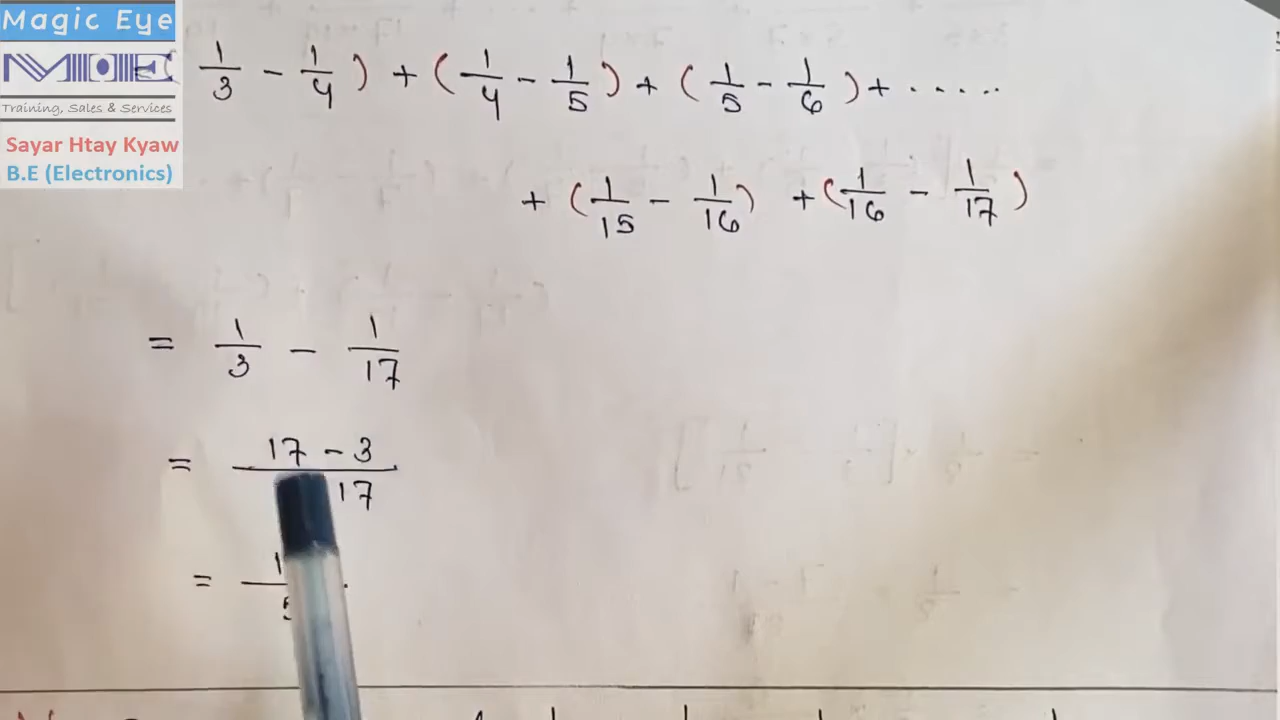 Magic Eye
MOE
Training, Sales & Services
Sayar Htay Kyaw
B.E (Electronics)
1/3 - 1/4 ) + ( 1/4 - 1/5 ) + ( 1/5 - 1/6 ) + .....
+ ( 1/15 - 1/16 ) + ( 1/16 - 1/17 )
= 1/3 - 1/17
= 17 - 3 / 17
=